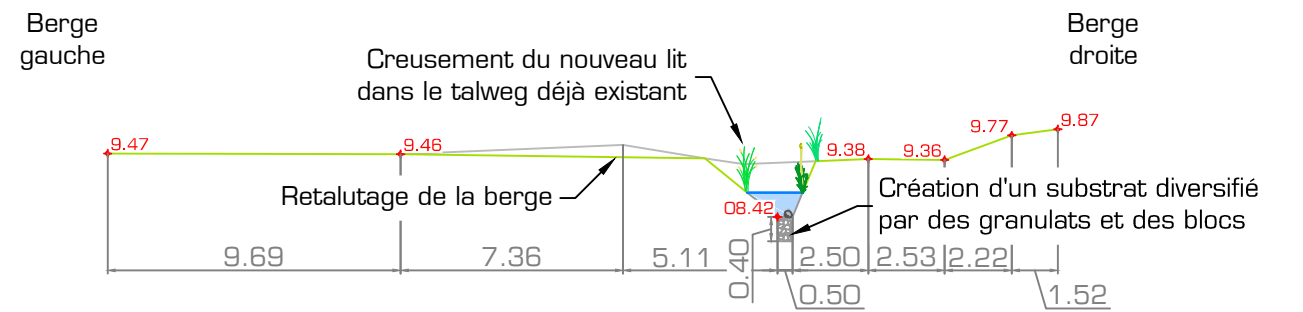 Berge
gauche
Berge
droite
Creusement du nouveau lit
dans le talweg déjà existant
9.47
9.46
9.38
9.36
9.77
9.87
Retalutage de la berge
08.42
Création d'un substrat diversifié
par des granulats et des blocs
9.69
7.36
5.11
0.40
2.50
2.53
2.22
0.50
1.52